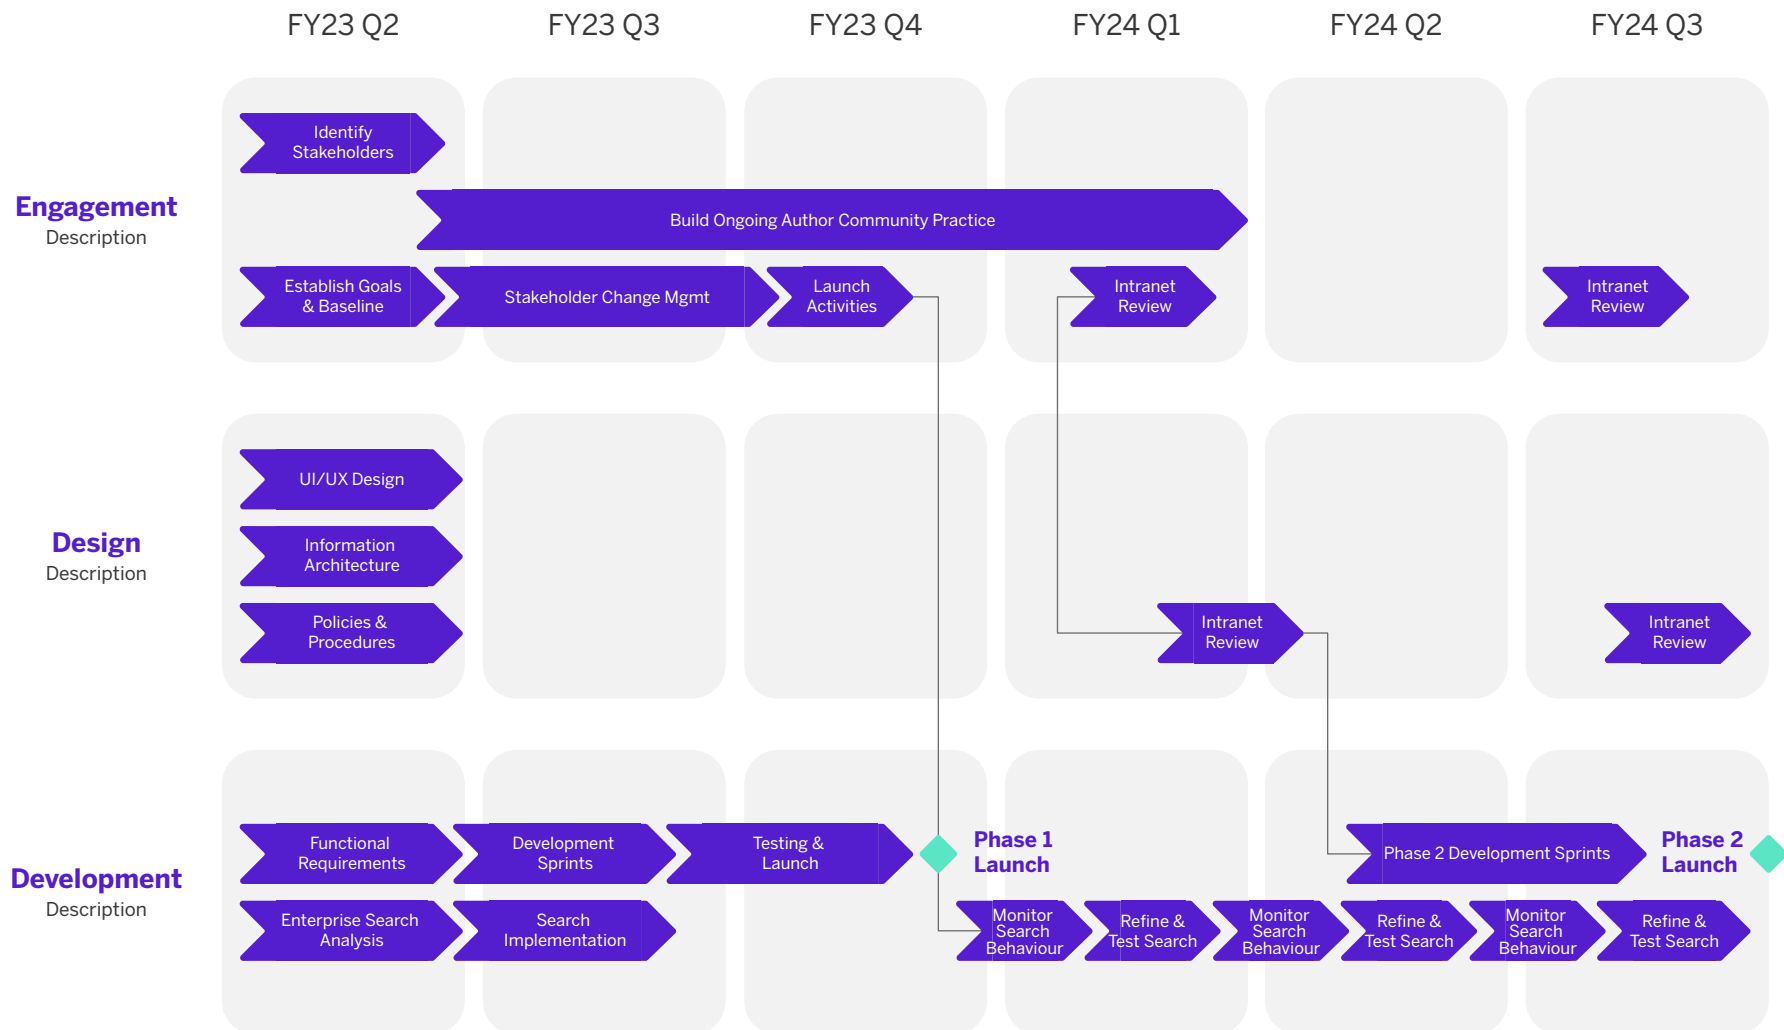 FY23 Q2
FY23 Q3
FY23 Q4
FY24 Q1
FY24 Q2
FY24 Q3
Engagement
Description
Identify
Stakeholders
Build Ongoing Author Community Practice
Establish Goals
& Baseline
Stakeholder Change Mgmt
Launch
Activities
Intranet
Review
Intranet
Review
Design
Description
UI/UX Design
Information
Architecture
Policies &
Procedures
Intranet
Review
Intranet
Review
Development
Description
Functional
Requirements
Development
Sprints
Testing &
Launch
Phase 1
Launch
Phase 2 Development Sprints
Phase 2
Launch
Enterprise Search
Analysis
Search
Implementation
Monitor
Search
Behaviour
Refine &
Test Search
Monitor
Search
Behaviour
Refine &
Test Search
Monitor
Search
Behaviour
Refine &
Test Search